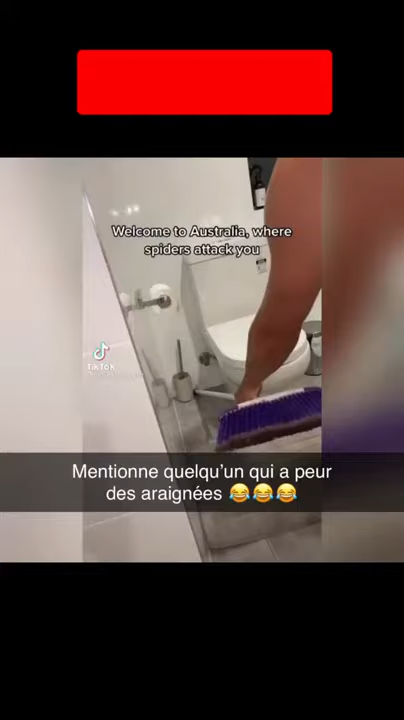 Welcome to Australia, where
spiders attack you
TikTok
Mentionne quelqu'un qui a peur
des araignées 😂😂😂